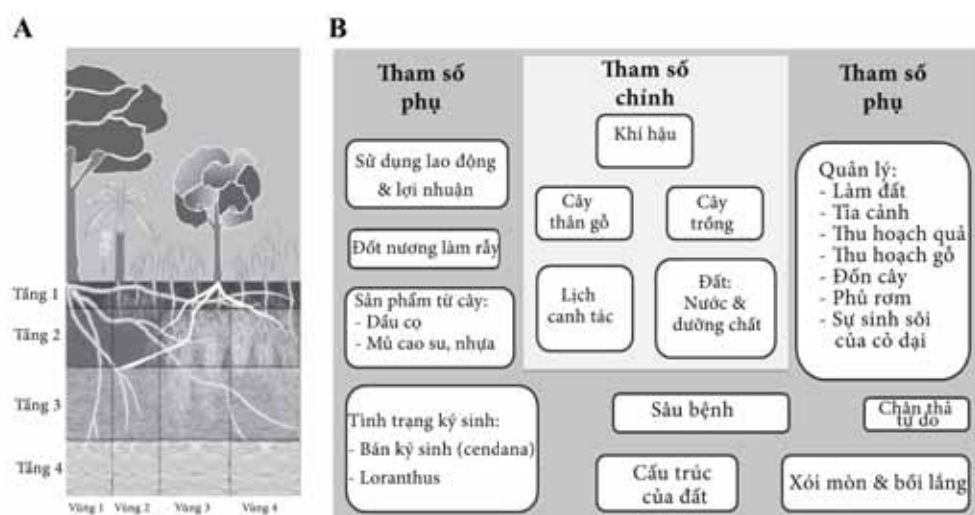 A
Tầng 1
Tầng 2
Tầng 3
Tầng 4
Vùng 1
Vùng 2
Vùng 3
Vùng 4
B
Tham số
phụ
Sử dụng lao động
& lợi nhuận
Đốt nương làm rẫy
Sản phẩm từ cây:
- Dầu cọ
- Mủ cao su, nhựa
Tình trạng ký sinh:
- Bán ký sinh (cendana)
- Loranthus
Tham số
chính
Khí hậu
Cây
thân gỗ
Cây
trồng
Lịch
canh tác
Đất:
Nước &
dưỡng chất
Sâu bệnh
Cấu trúc
của đất
Tham số
phụ
Quản lý:
- Làm đất
- Tỉa cảnh
- Thu hoạch quả
- Thu hoạch gỗ
- Đốn cây
- Phủ rơm
- Sự sinh sôi
của cỏ dại
Chăn thả
tự do
Xói mòn & bồi lắng